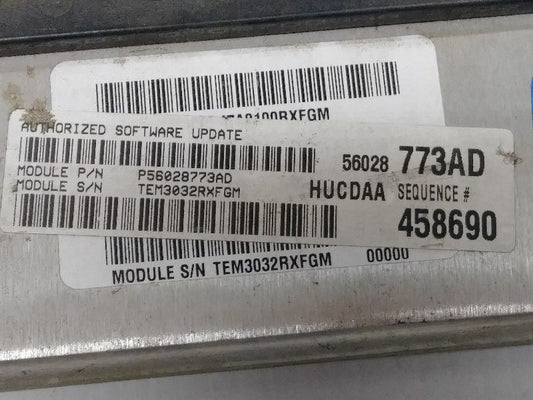 AUTHORIZED SOFTWARE UPDATE
MODULE P/N P56028773AD
MODULE S/N TEM3032RXFGM
56028 773AD
HUCDAA SEQUENCE #
458690
MODULE S/N TEM3032RXFGM 00000